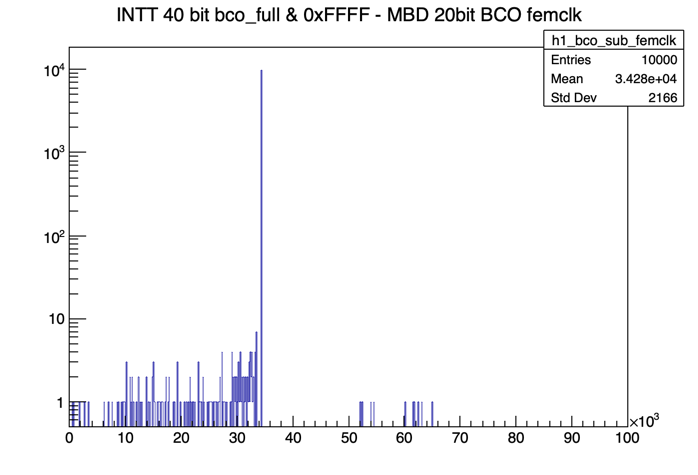 INTT 40 bit bco_full & 0xFFFF - MBD 20bit BCO femclk
h1_bco_sub_femclk
Entries 10000
Mean 3.428e+04
Std Dev 2166
10⁴
10³
10²
10
1
0 10 20 30 40 50 60 70 80 90 100
×10³